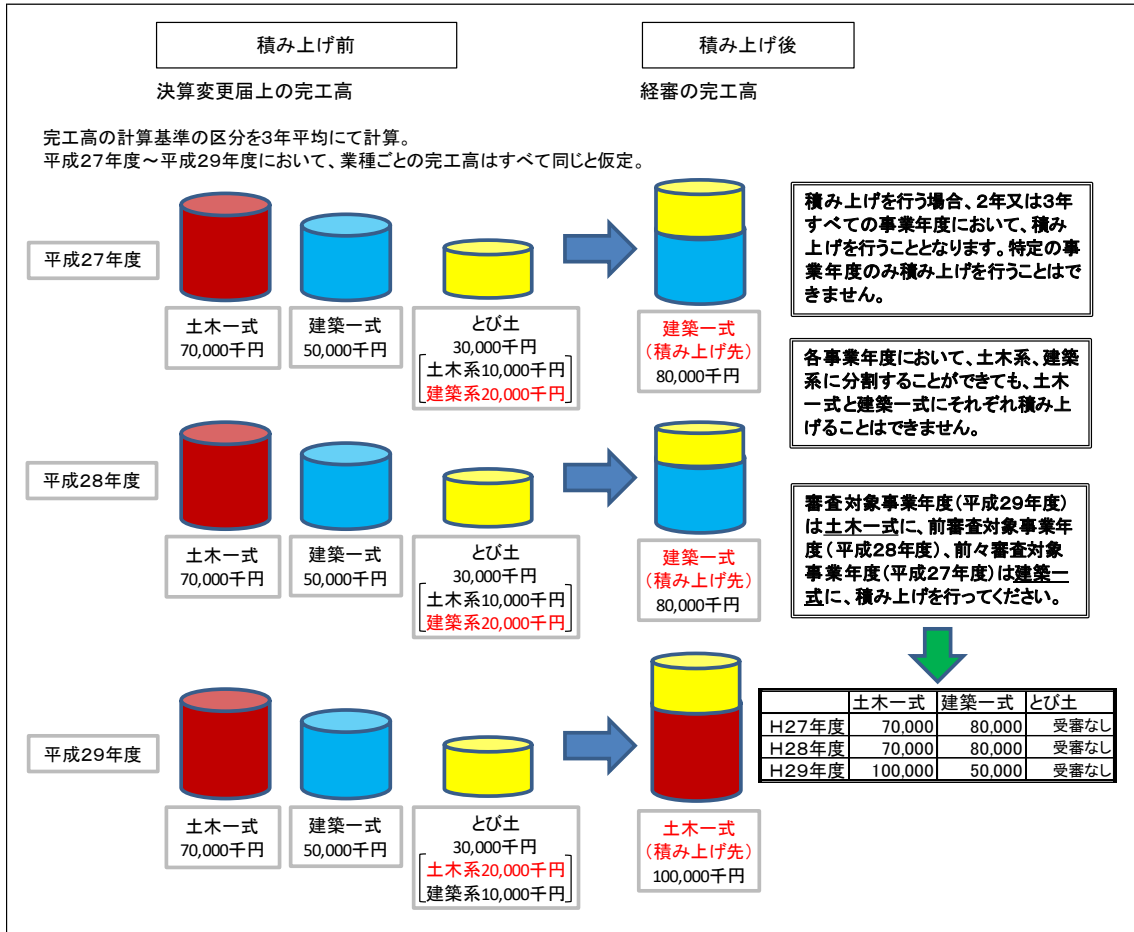 積み上げ前
積み上げ後
決算変更届上の完工高
経審の完工高
完工高の計算基準の区分を3年平均にて計算。
平成27年度～平成29年度において、業種ごとの完工高はすべて同じと仮定。
平成27年度
土木一式
70,000千円
建築一式
50,000千円
とび土
30,000千円
土木系10,000千円
建築系20,000千円
建築一式
(積み上げ先)
80,000千円
積み上げを行う場合、2年又は3年
すべての事業年度において、積み
上げを行うこととなります。特定の事
業年度のみ積み上げを行うことはで
きません。
各事業年度において、土木系、建築
系に分割することができても、土木
一式と建築一式にそれぞれ積み上
げることはできません。
平成28年度
土木一式
70,000千円
建築一式
50,000千円
とび土
30,000千円
土木系10,000千円
建築系20,000千円
建築一式
(積み上げ先)
80,000千円
審査対象事業年度(平成29年度)
は土木一式に、前審査対象事業年
度(平成28年度)、前々審査対象
事業年度(平成27年度)は建築一
式に、積み上げを行ってください。
土木一式 建築一式 とび土
H27年度 70,000 80,000 受審なし
H28年度 70,000 80,000 受審なし
H29年度 100,000 50,000 受審なし
平成29年度
土木一式
70,000千円
建築一式
50,000千円
とび土
30,000千円
土木系20,000千円
建築系10,000千円
土木一式
(積み上げ先)
100,000千円